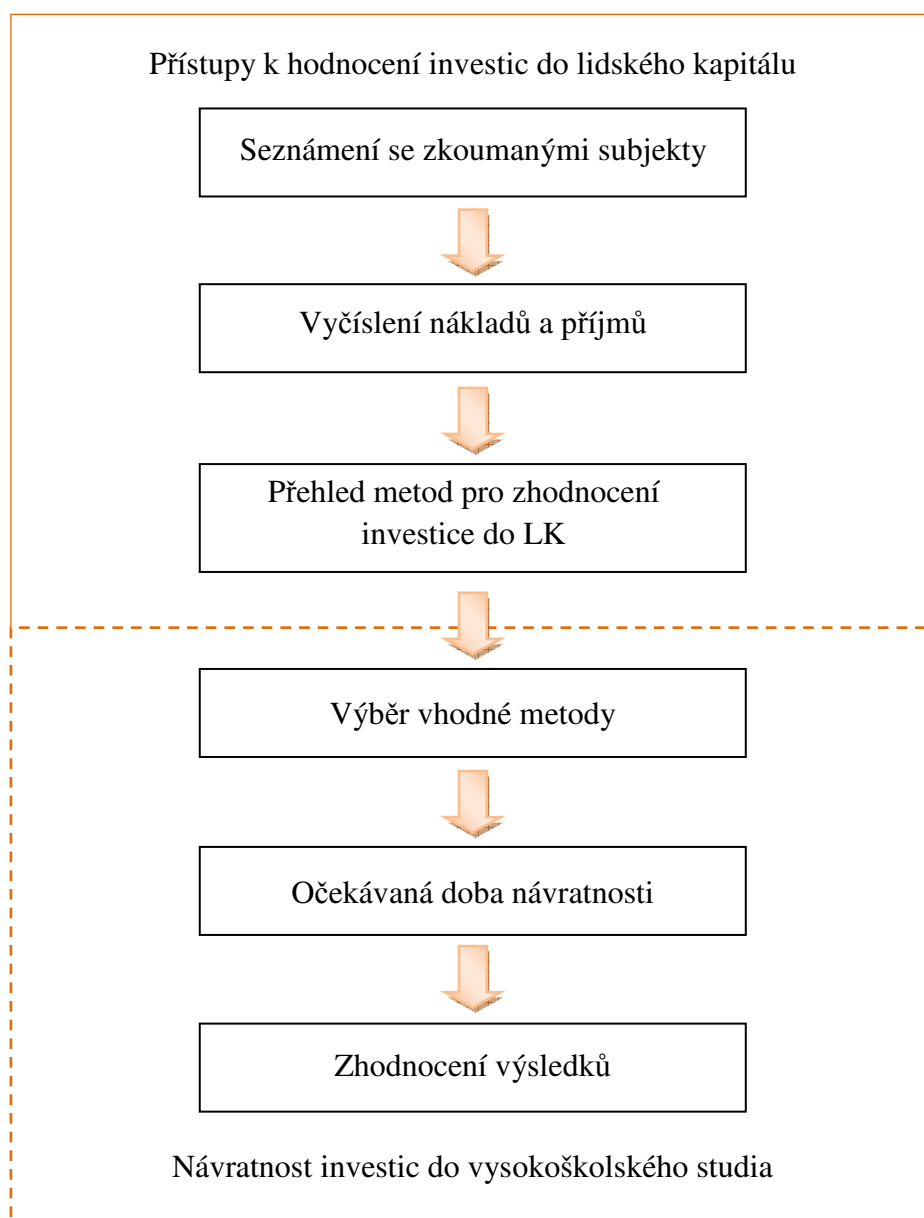 Přístupy k hodnocení investic do lidského kapitálu
Seznámení se zkoumanými subjekty
Vyčíslení nákladů a příjmů
Přehled metod pro zhodnocení
investice do LK
Výběr vhodné metody
Očekávaná doba návratnosti
Zhodnocení výsledků
Návratnost investic do vysokoškolského studia